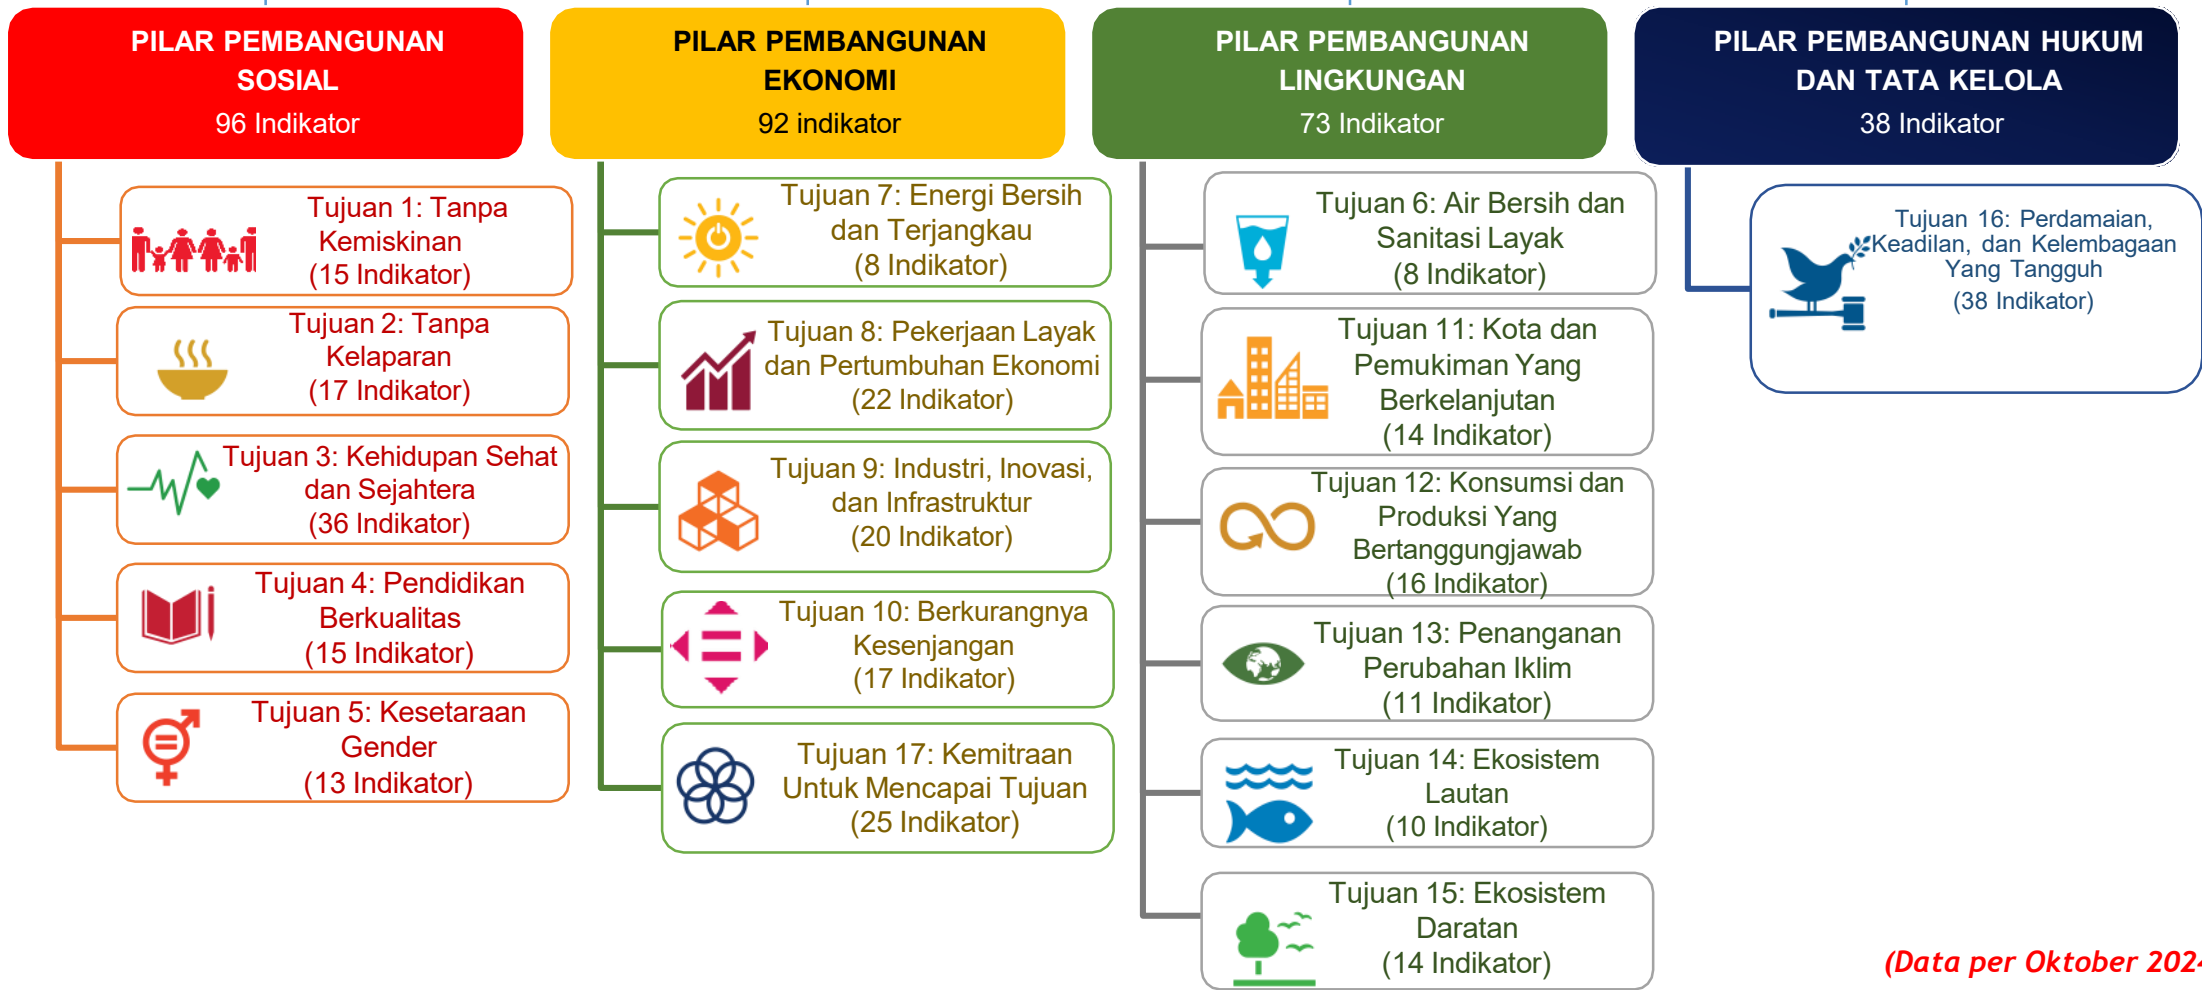 PILAR PEMBANGUNAN
SOSIAL
96 Indikator
Tujuan 1: Tanpa
Kemiskinan
(15 Indikator)
Tujuan 2: Tanpa
Kelaparan
(17 Indikator)
Tujuan 3: Kehidupan Sehat
dan Sejahtera
(36 Indikator)
Tujuan 4: Pendidikan
Berkualitas
(15 Indikator)
Tujuan 5: Kesetaraan
Gender
(13 Indikator)
PILAR PEMBANGUNAN
EKONOMI
92 indikator
Tujuan 7: Energi Bersih
dan Terjangkau
(8 Indikator)
Tujuan 8: Pekerjaan Layak
dan Pertumbuhan Ekonomi
(22 Indikator)
Tujuan 9: Industri, Inovasi,
dan Infrastruktur
(20 Indikator)
Tujuan 10: Berkurangnya
Kesenjangan
(17 Indikator)
Tujuan 17: Kemitraan
Untuk Mencapai Tujuan
(25 Indikator)
PILAR PEMBANGUNAN
LINGKUNGAN
73 Indikator
Tujuan 6: Air Bersih dan
Sanitasi Layak
(8 Indikator)
Tujuan 11: Kota dan
Pemukiman Yang
Berkelanjutan
(14 Indikator)
Tujuan 12: Konsumsi dan
Produksi Yang
Bertanggungjawab
(16 Indikator)
Tujuan 13: Penanganan
Perubahan Iklim
(11 Indikator)
Tujuan 14: Ekosistem
Lautan
(10 Indikator)
Tujuan 15: Ekosistem
Daratan
(14 Indikator)
PILAR PEMBANGUNAN HUKUM
DAN TATA KELOLA
38 Indikator
Tujuan 16: Perdamaian,
Keadilan, dan Kelembagaan
Yang Tangguh
(38 Indikator)
(Data per Oktober 2024